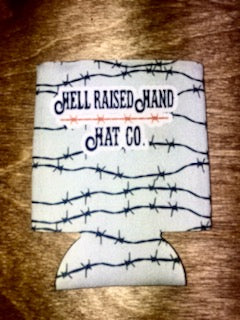 HELL RAISED HAND
HAT CO.